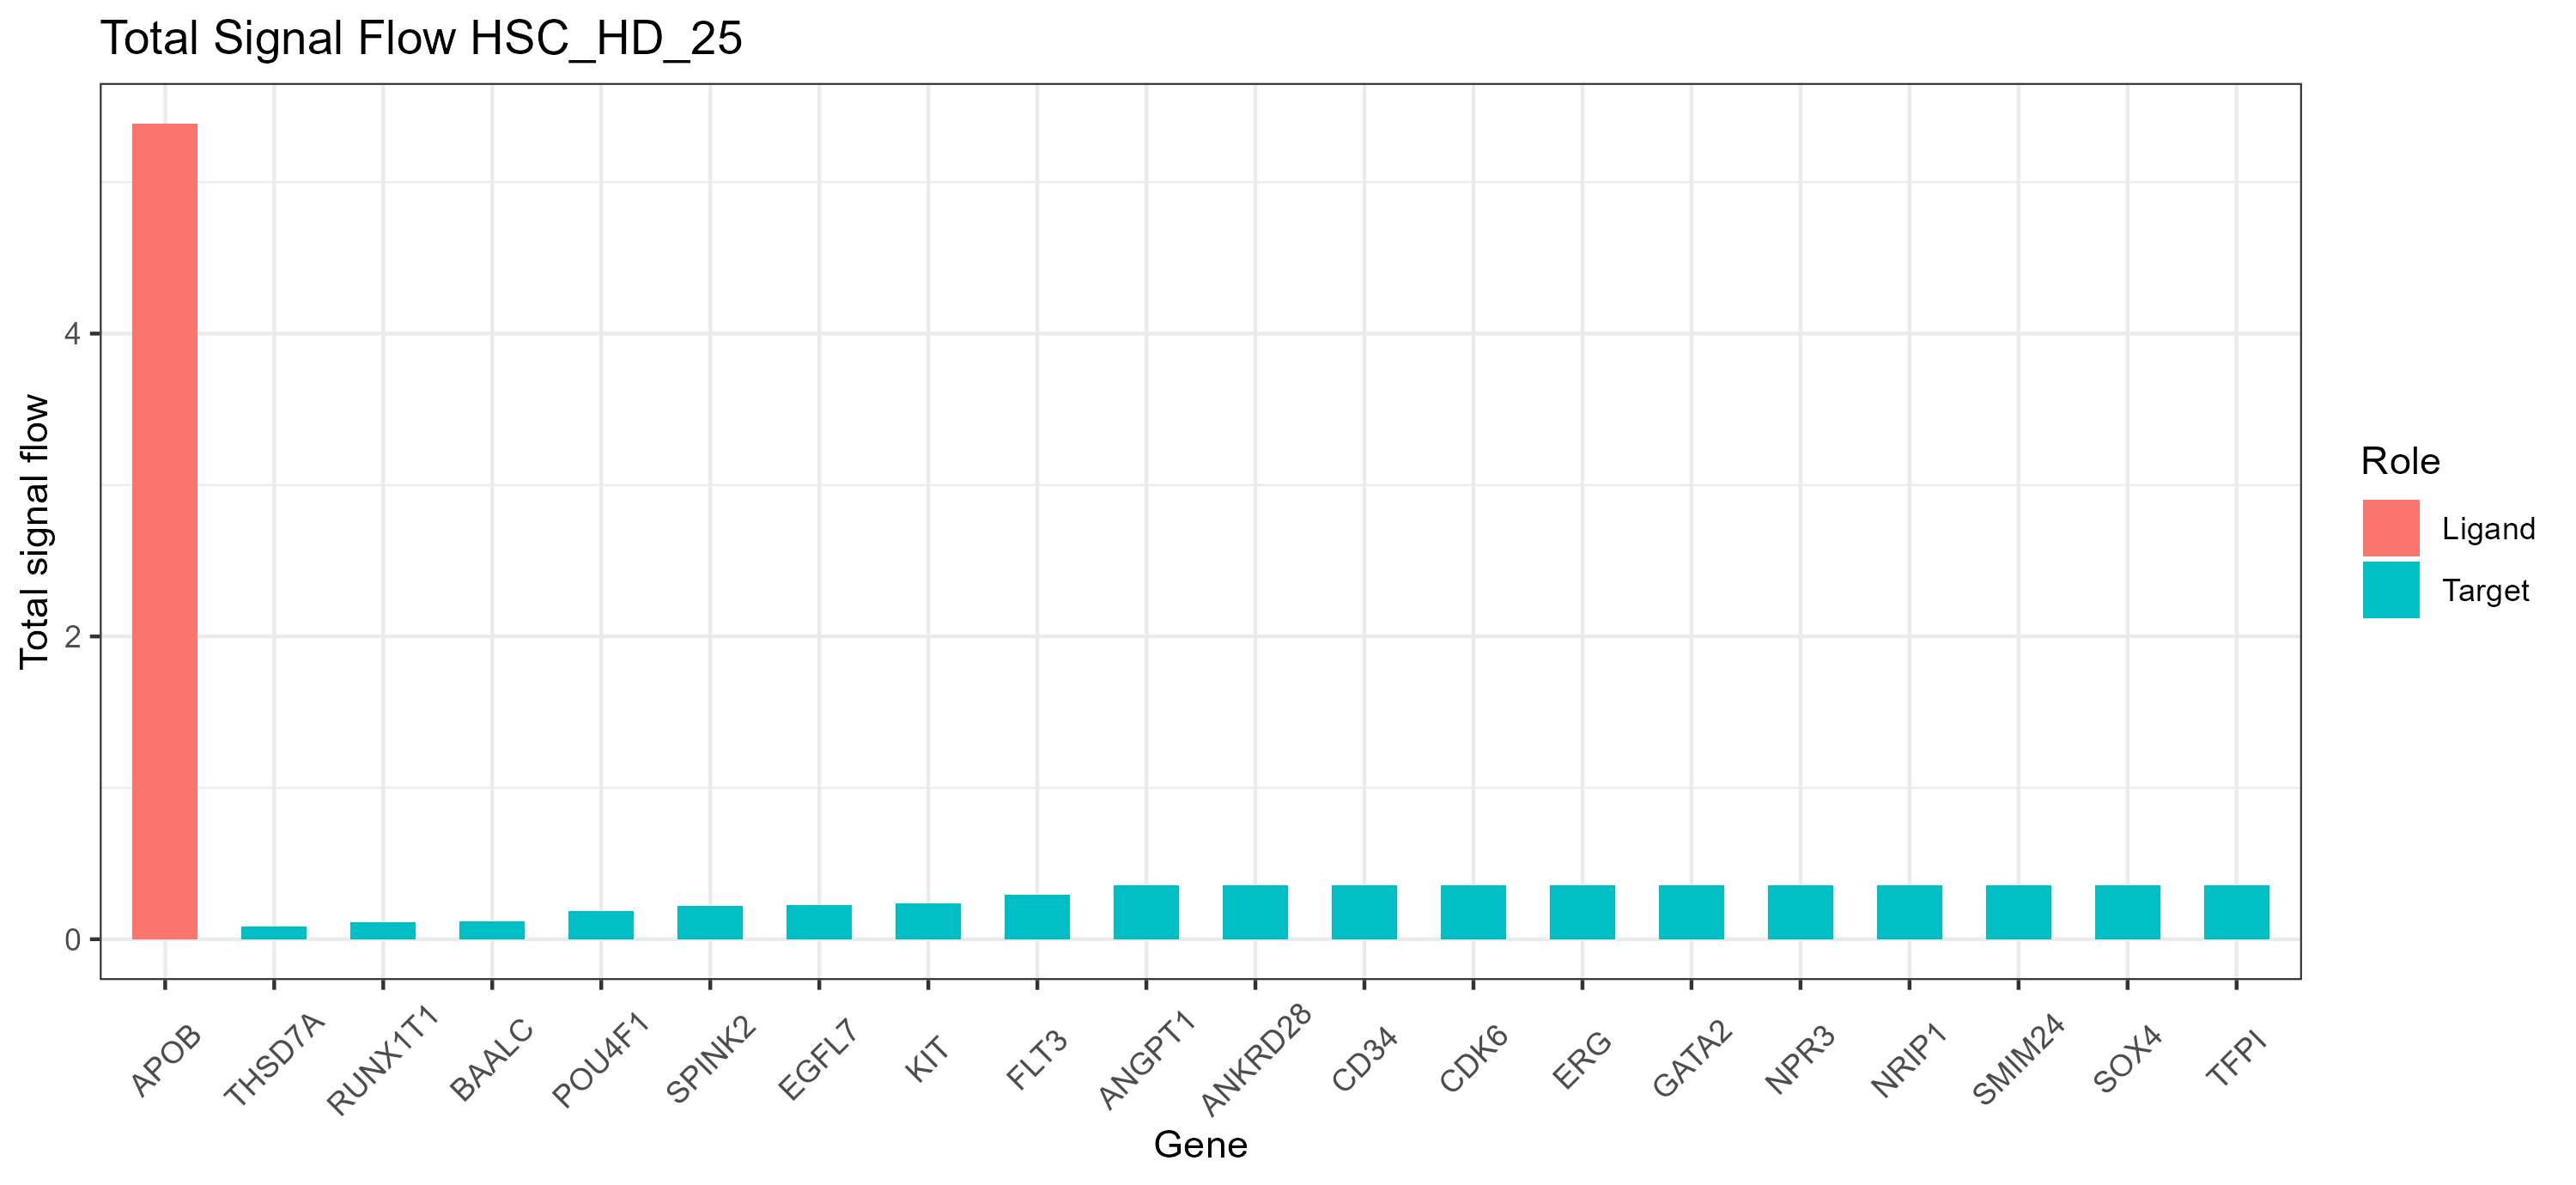 Total Signal Flow HSC_HD_25
Total signal flow
4
2
0
APOB
THSD7A
RUNX1T1
BAALC
POU4F1
SPINK2
EGFL7
KIT
FLT3
ANGPT1
ANKRD28
CD34
CDK6
ERG
GATA2
NPR3
NRIP1
SMIM24
SOX4
TFPI
Gene
Role
Ligand
Target